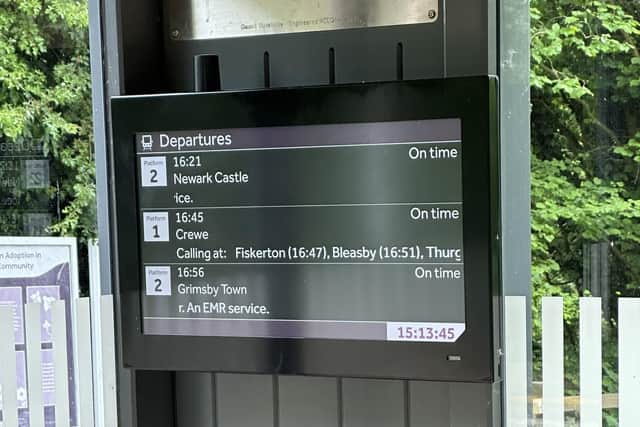 Departures
Platform 2 16:21 On time
Newark Castle
ice.
Platform 1 16:45 On time
Crewe
Calling at: Fiskerton (16:47), Bleasby (16:51), Thurg
Platform 2 16:56 On time
Grimsby Town
r. An EMR service.
15:13:45
n Adoption in
ommunity